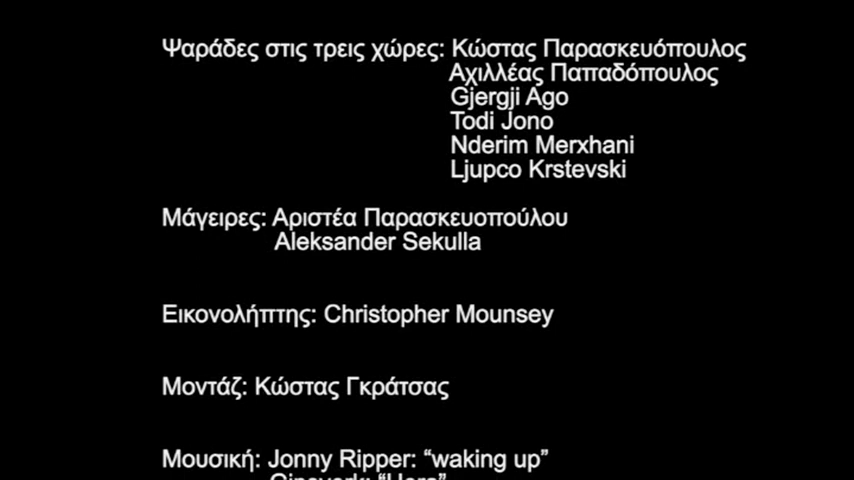 Ψαράδες στις τρεις χώρες: Κώστας Παρασκευόπουλος
Αχιλλέας Παπαδόπουλος
Gjergji Ago
Todi Jono
Nderim Merxhani
Ljupco Krstevski
Μάγειρες: Αριστέα Παρασκευοπούλου
Aleksander Sekulla
Εικονολήπτης: Christopher Mounsey
Μοντάζ: Κώστας Γκράτσας
Μουσική: Jonny Ripper: “waking up”